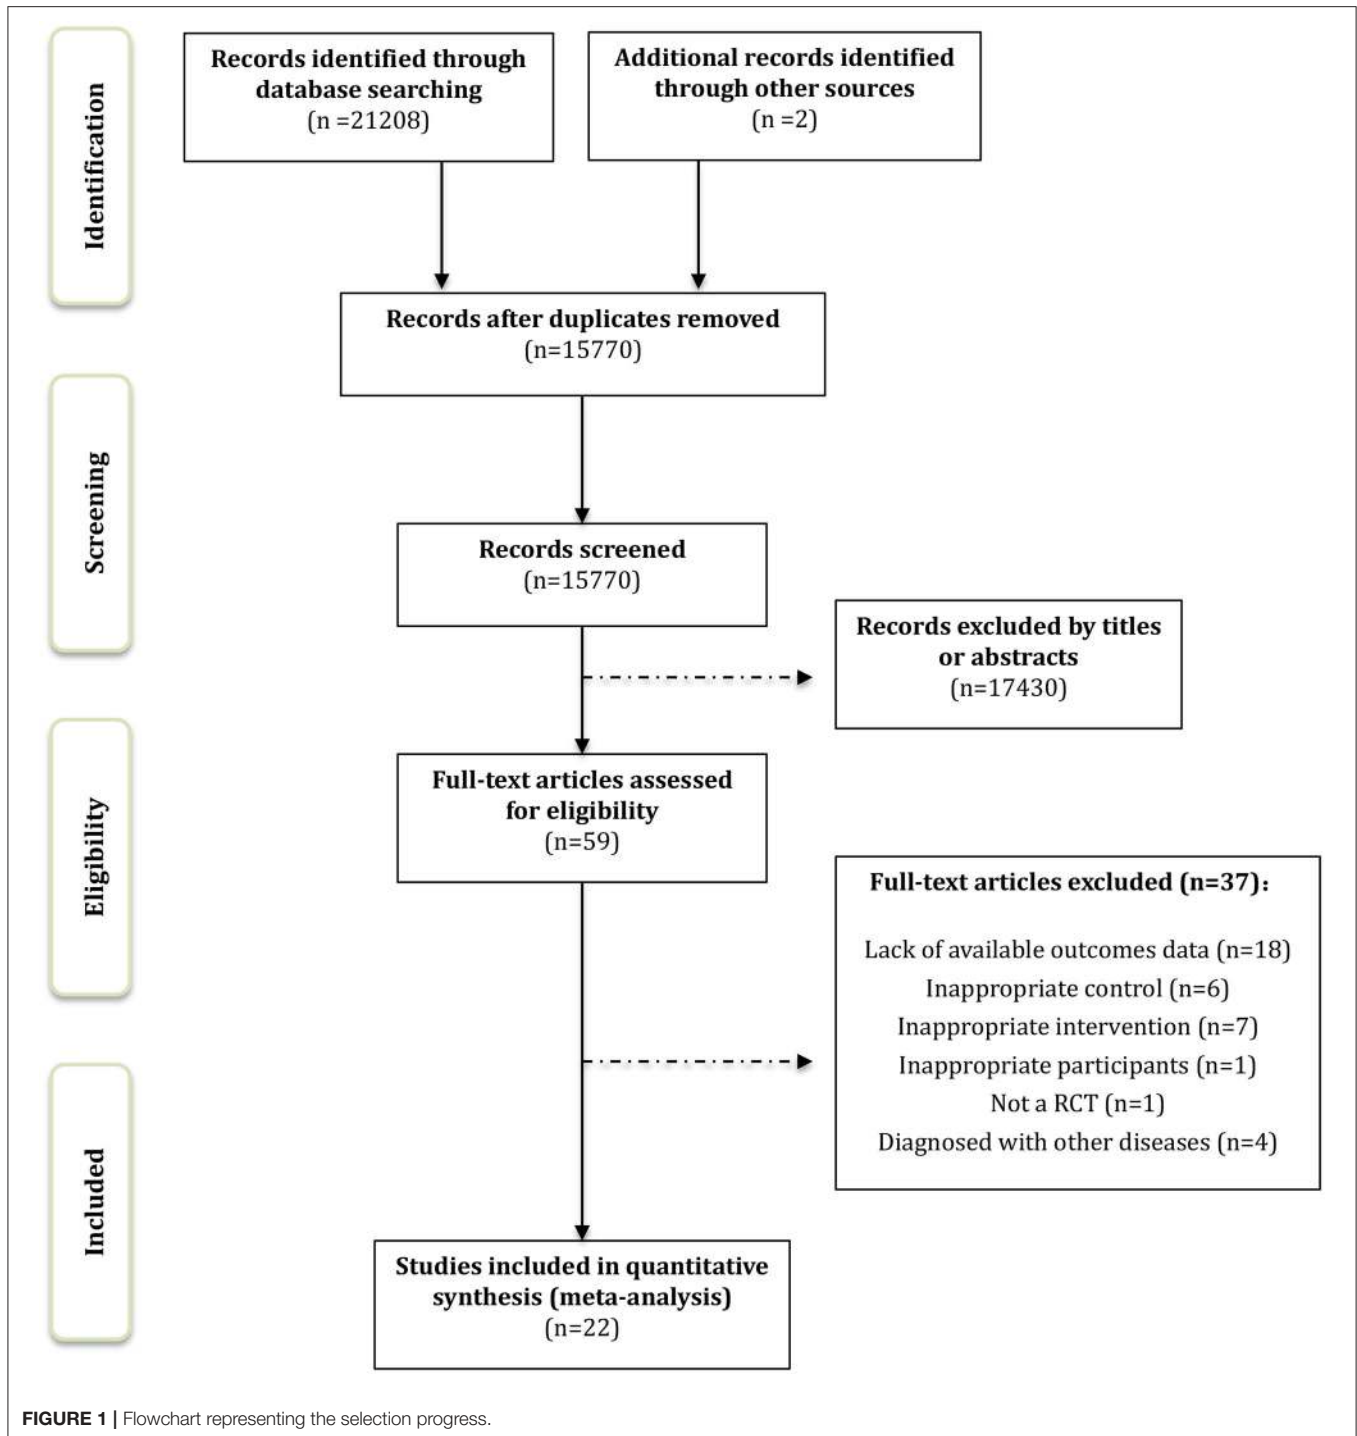 Identification
Records identified through
database searching
(n =21208)
Additional records identified
through other sources
(n =2)
Records after duplicates removed
(n=15770)
Screening
Records screened
(n=15770)
Records excluded by titles
or abstracts
(n=17430)
Eligibility
Full-text articles assessed
for eligibility
(n=59)
Full-text articles excluded (n=37)：
Lack of available outcomes data (n=18)
Inappropriate control (n=6)
Inappropriate intervention (n=7)
Inappropriate participants (n=1)
Not a RCT (n=1)
Diagnosed with other diseases (n=4)
Included
Studies included in quantitative
synthesis (meta-analysis)
(n=22)
FIGURE 1 | Flowchart representing the selection progress.